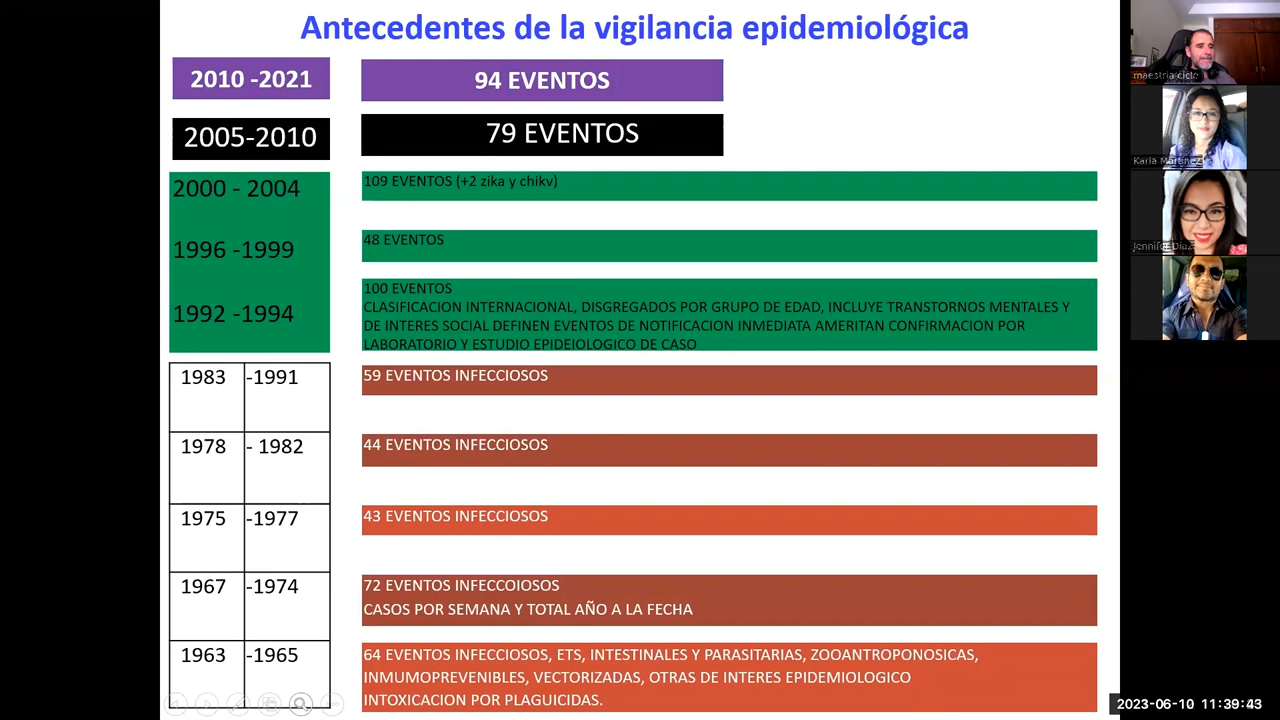 Antecedentes de la vigilancia epidemiológica
2010 -2021
94 EVENTOS
2005-2010
79 EVENTOS
2000 - 2004
109 EVENTOS (+2 zika y chikv)
1996 -1999
48 EVENTOS
1992 -1994
100 EVENTOS
CLASIFICACION INTERNACIONAL, DISGREGADOS POR GRUPO DE EDAD, INCLUYE TRANSTORNOS MENTALES Y
DE INTERES SOCIAL DEFINEN EVENTOS DE NOTIFICACION INMEDIATA AMERITAN CONFIRMACION POR
LABORATORIO Y ESTUDIO EPIDEIOLOGICO DE CASO
1983 -1991
59 EVENTOS INFECCIOSOS
1978 - 1982
44 EVENTOS INFECCIOSOS
1975 -1977
43 EVENTOS INFECCIOSOS
1967 -1974
72 EVENTOS INFECCOIOSOS
CASOS POR SEMANA Y TOTAL AÑO A LA FECHA
1963 -1965
64 EVENTOS INFECCIOSOS, ETS, INTESTINALES Y PARASITARIAS, ZOOANTROPONOSICAS,
INMUMOPREVENIBLES, VECTORIZADAS, OTRAS DE INTERES EPIDEMIOLOGICO
INTOXICACION POR PLAGUICIDAS.
maestria ciclo
Karla Martinez
Jennifer Diaz
2023-06-10 11:39:43